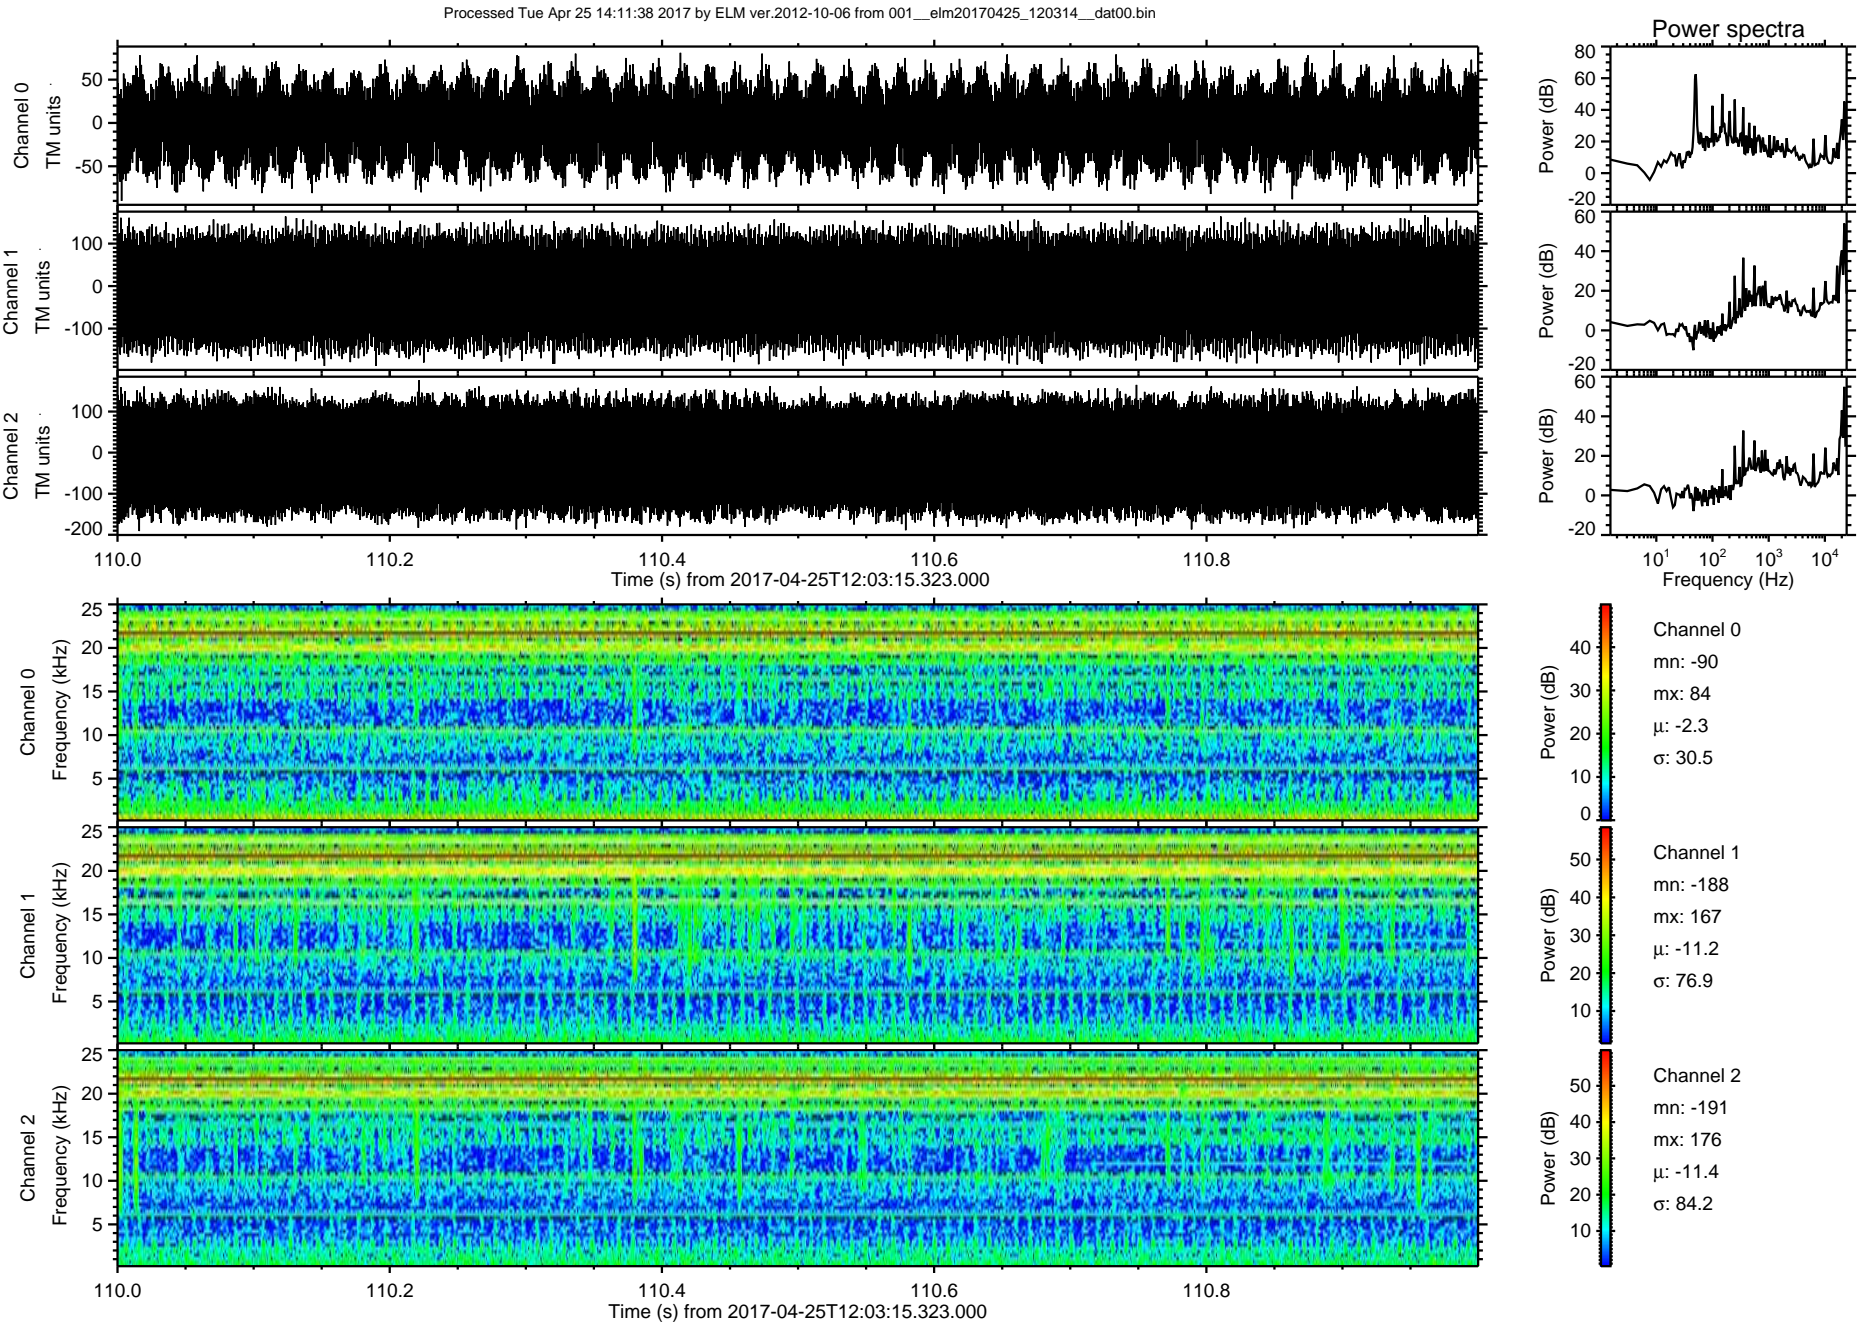 Processed Tue Apr 25 14:11:38 2017 by ELM ver.2012-10-06 from 001__elm20170425_120314__dat00.bin
Power spectra
Channel 0
TM units
50
0
-50
Power (dB)
80
60
40
20
0
-20
Channel 1
TM units
100
0
-100
Power (dB)
60
40
20
0
-20
Channel 2
TM units
100
0
-100
-200
Power (dB)
60
40
20
0
-20
110.0 110.2 110.4 110.6 110.8
Time (s) from 2017-04-25T12:03:15.323.000
10^1 10^2 10^3 10^4
Frequency (Hz)
Channel 0
Frequency (kHz)
25
20
15
10
5
Power (dB)
40
30
20
10
0
Channel 0
mn: -90
mx: 84
μ: -2.3
σ: 30.5
Channel 1
Frequency (kHz)
25
20
15
10
5
Power (dB)
50
40
30
20
10
Channel 1
mn: -188
mx: 167
μ: -11.2
σ: 76.9
Channel 2
Frequency (kHz)
25
20
15
10
5
Power (dB)
50
40
30
20
10
Channel 2
mn: -191
mx: 176
μ: -11.4
σ: 84.2
110.0 110.2 110.4 110.6 110.8
Time (s) from 2017-04-25T12:03:15.323.000